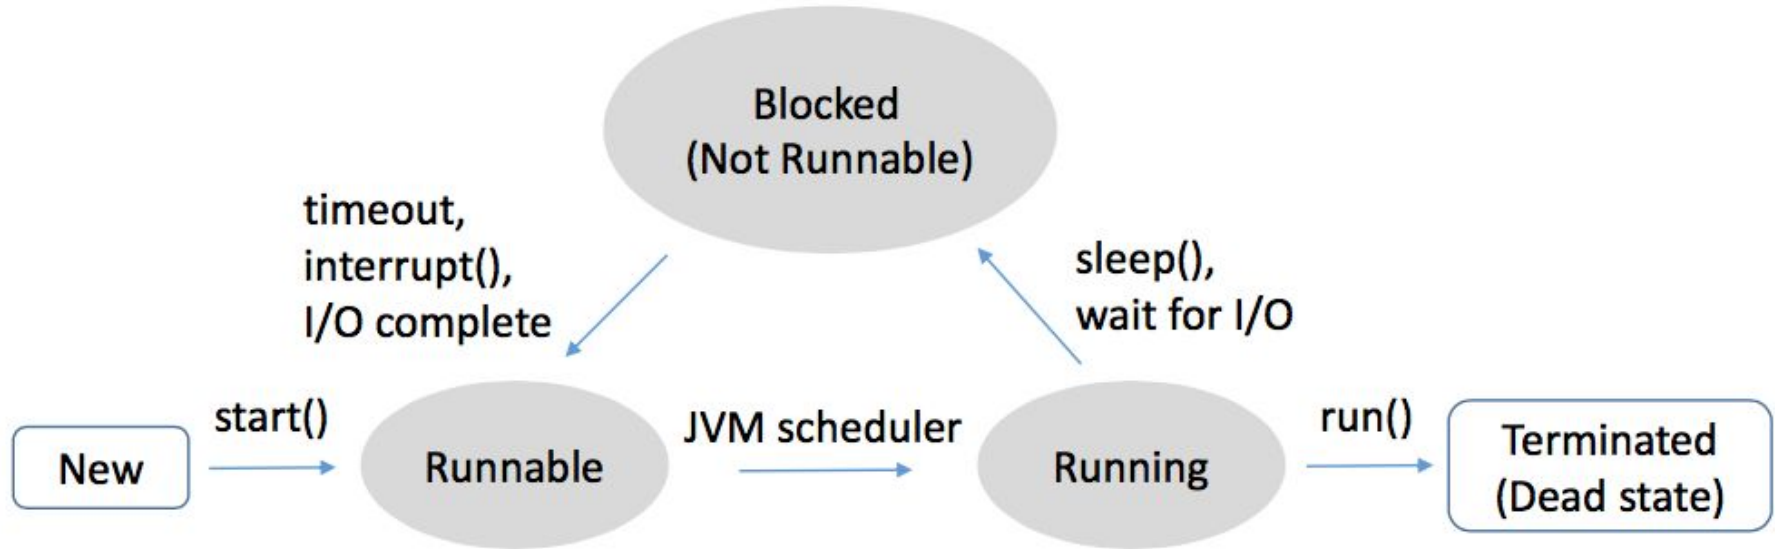 Blocked
(Not Runnable)
timeout,
interrupt(),
I/O complete
sleep(),
wait for I/O
New
start()
Runnable
JVM scheduler
Running
run()
Terminated
(Dead state)